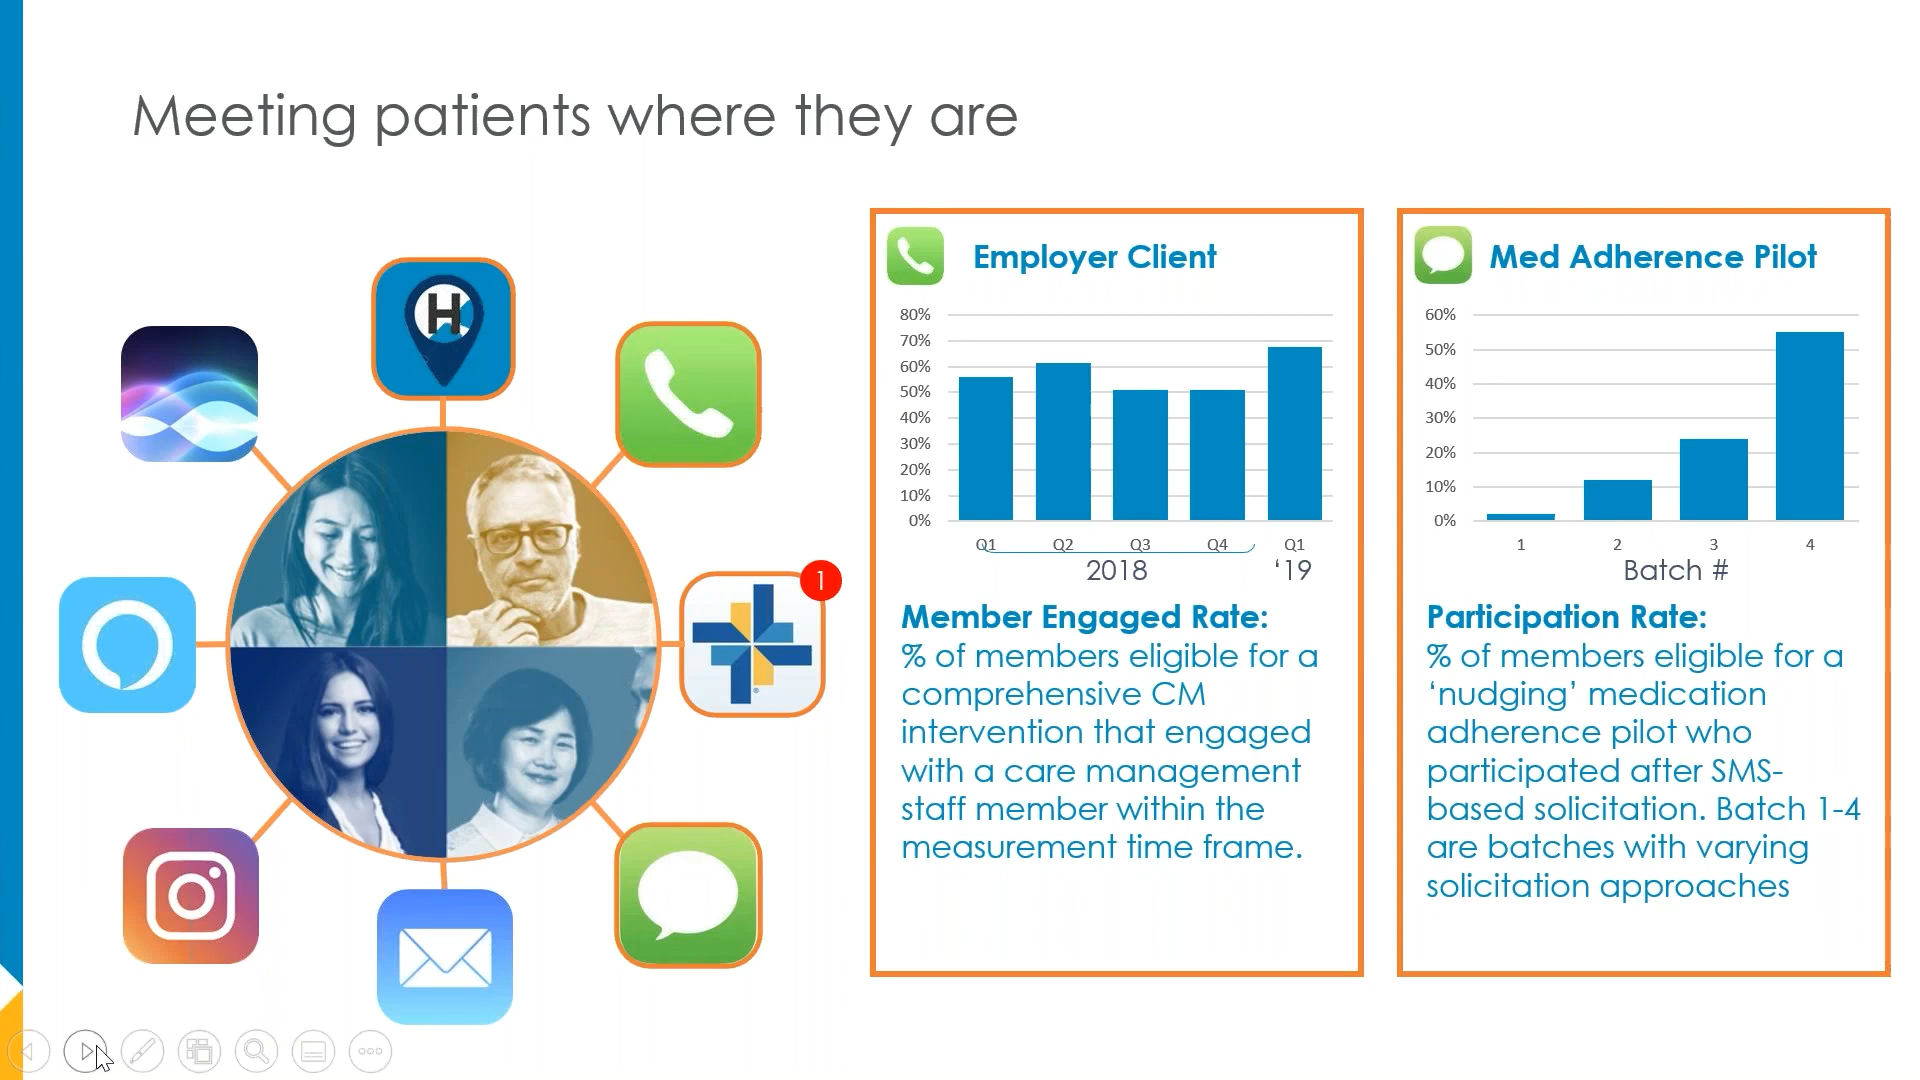 Meeting patients where they are
H
1
Employer Client
80%
70%
60%
50%
40%
30%
20%
10%
0%
Q1 Q2 Q3 Q4 Q1
2018 ‘19
Member Engaged Rate:
% of members eligible for a
comprehensive CM
intervention that engaged
with a care management
staff member within the
measurement time frame.
Med Adherence Pilot
60%
50%
40%
30%
20%
10%
0%
1 2 3 4
Batch #
Participation Rate:
% of members eligible for a
‘nudging’ medication
adherence pilot who
participated after SMS-
based solicitation. Batch 1-4
are batches with varying
solicitation approaches